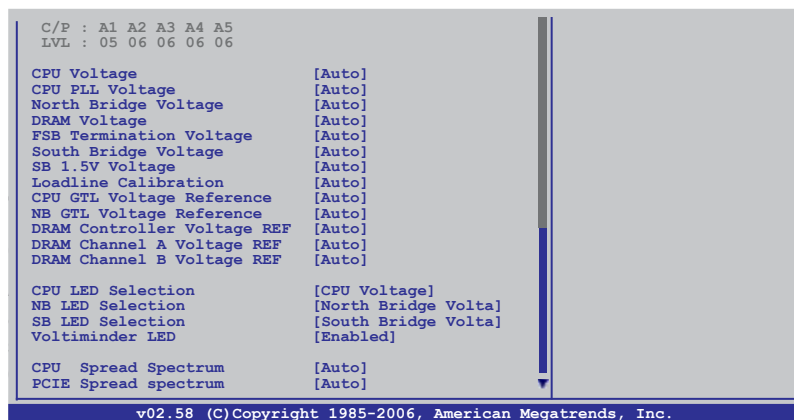 C/P : A1 A2 A3 A4 A5
LVL : 05 06 06 06 06
CPU Voltage [Auto]
CPU PLL Voltage [Auto]
North Bridge Voltage [Auto]
DRAM Voltage [Auto]
FSB Termination Voltage [Auto]
South Bridge Voltage [Auto]
SB 1.5V Voltage [Auto]
Loadline Calibration [Auto]
CPU GTL Voltage Reference [Auto]
NB GTL Voltage Reference [Auto]
DRAM Controller Voltage REF [Auto]
DRAM Channel A Voltage REF [Auto]
DRAM Channel B Voltage REF [Auto]
CPU LED Selection [CPU Voltage]
NB LED Selection [North Bridge Volta]
SB LED Selection [South Bridge Volta]
Voltiminder LED [Enabled]
CPU Spread Spectrum [Auto]
PCIE Spread spectrum [Auto]
v02.58 (C)Copyright 1985-2006, American Megatrends, Inc.